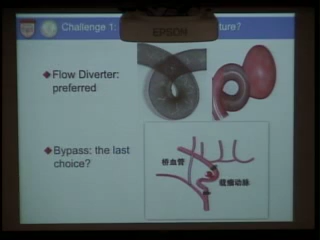 Challenge 1:
ture?
EPSON
Flow Diverter:
preferred
Bypass: the last
choice?
桥血管
载瘤动脉